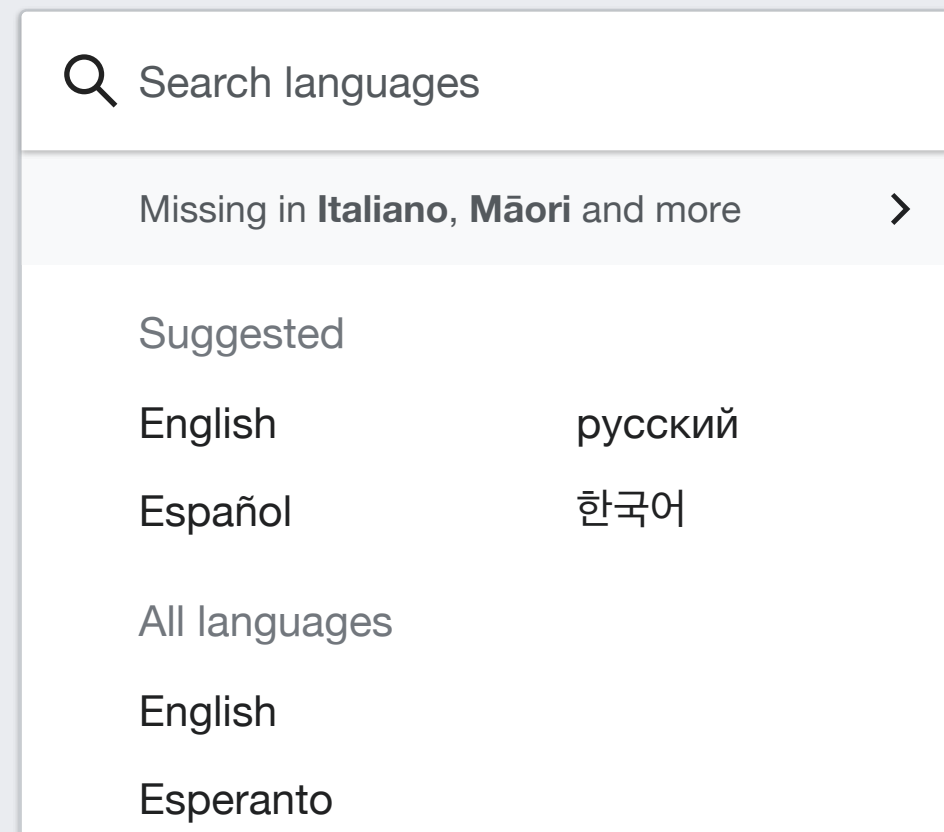 Search languages
Missing in Italiano, Māori and more
Suggested
English русский
Español 한국어
All languages
English
Esperanto